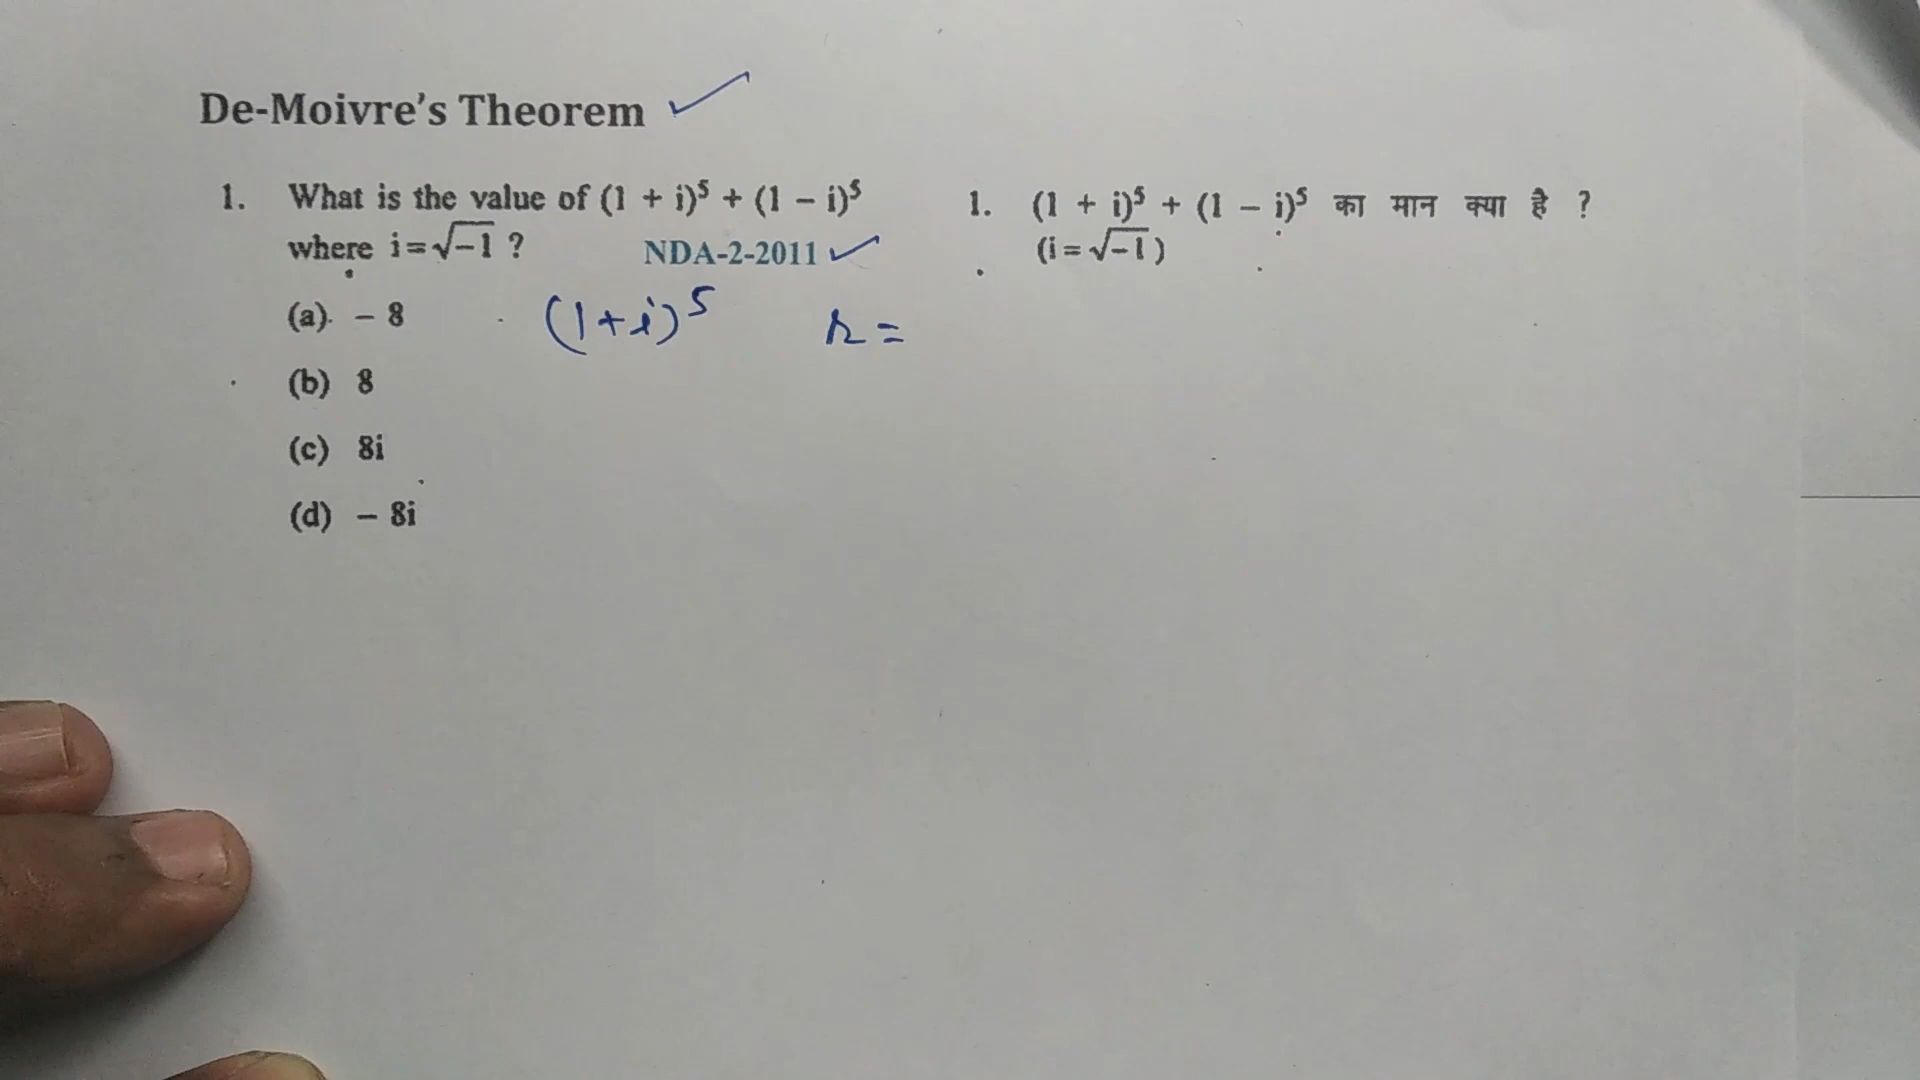 De-Moivre's Theorem
1. What is the value of (1 + i)⁵ + (1 − i)⁵
where i=√−1 ?
NDA-2-2011
(a) − 8
(b) 8
(c) 8i
(d) − 8i
(1+i)⁵ r =
1. (1 + i)⁵ + (1 − i)⁵ का मान क्या है ?
(i = √−1)